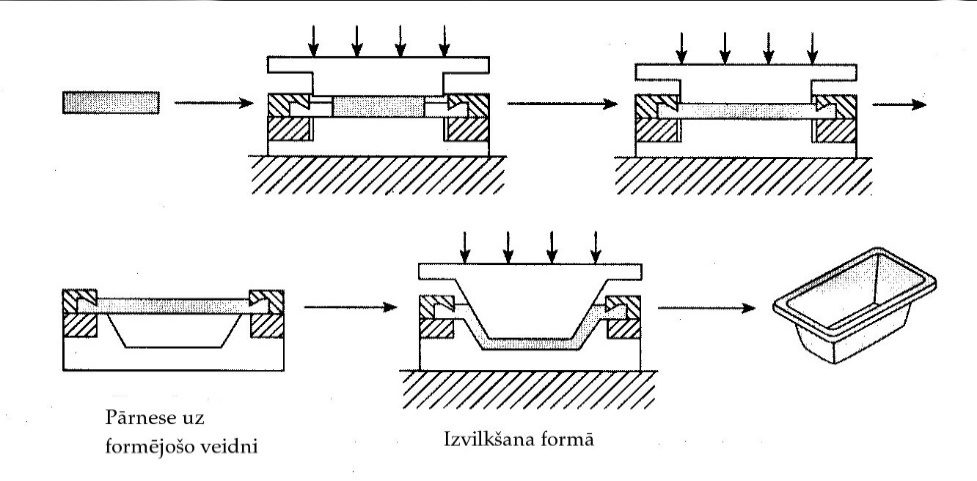 Pārnese uz
formējošo veidni
Izvilkšana formā